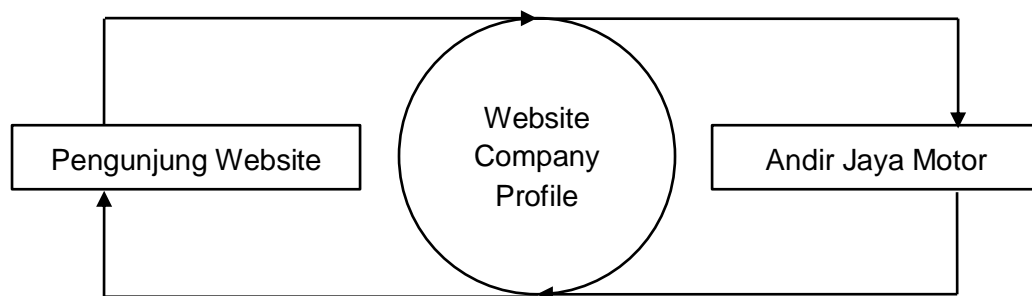 Pengunjung Website
Website
Company
Profile
Andir Jaya Motor